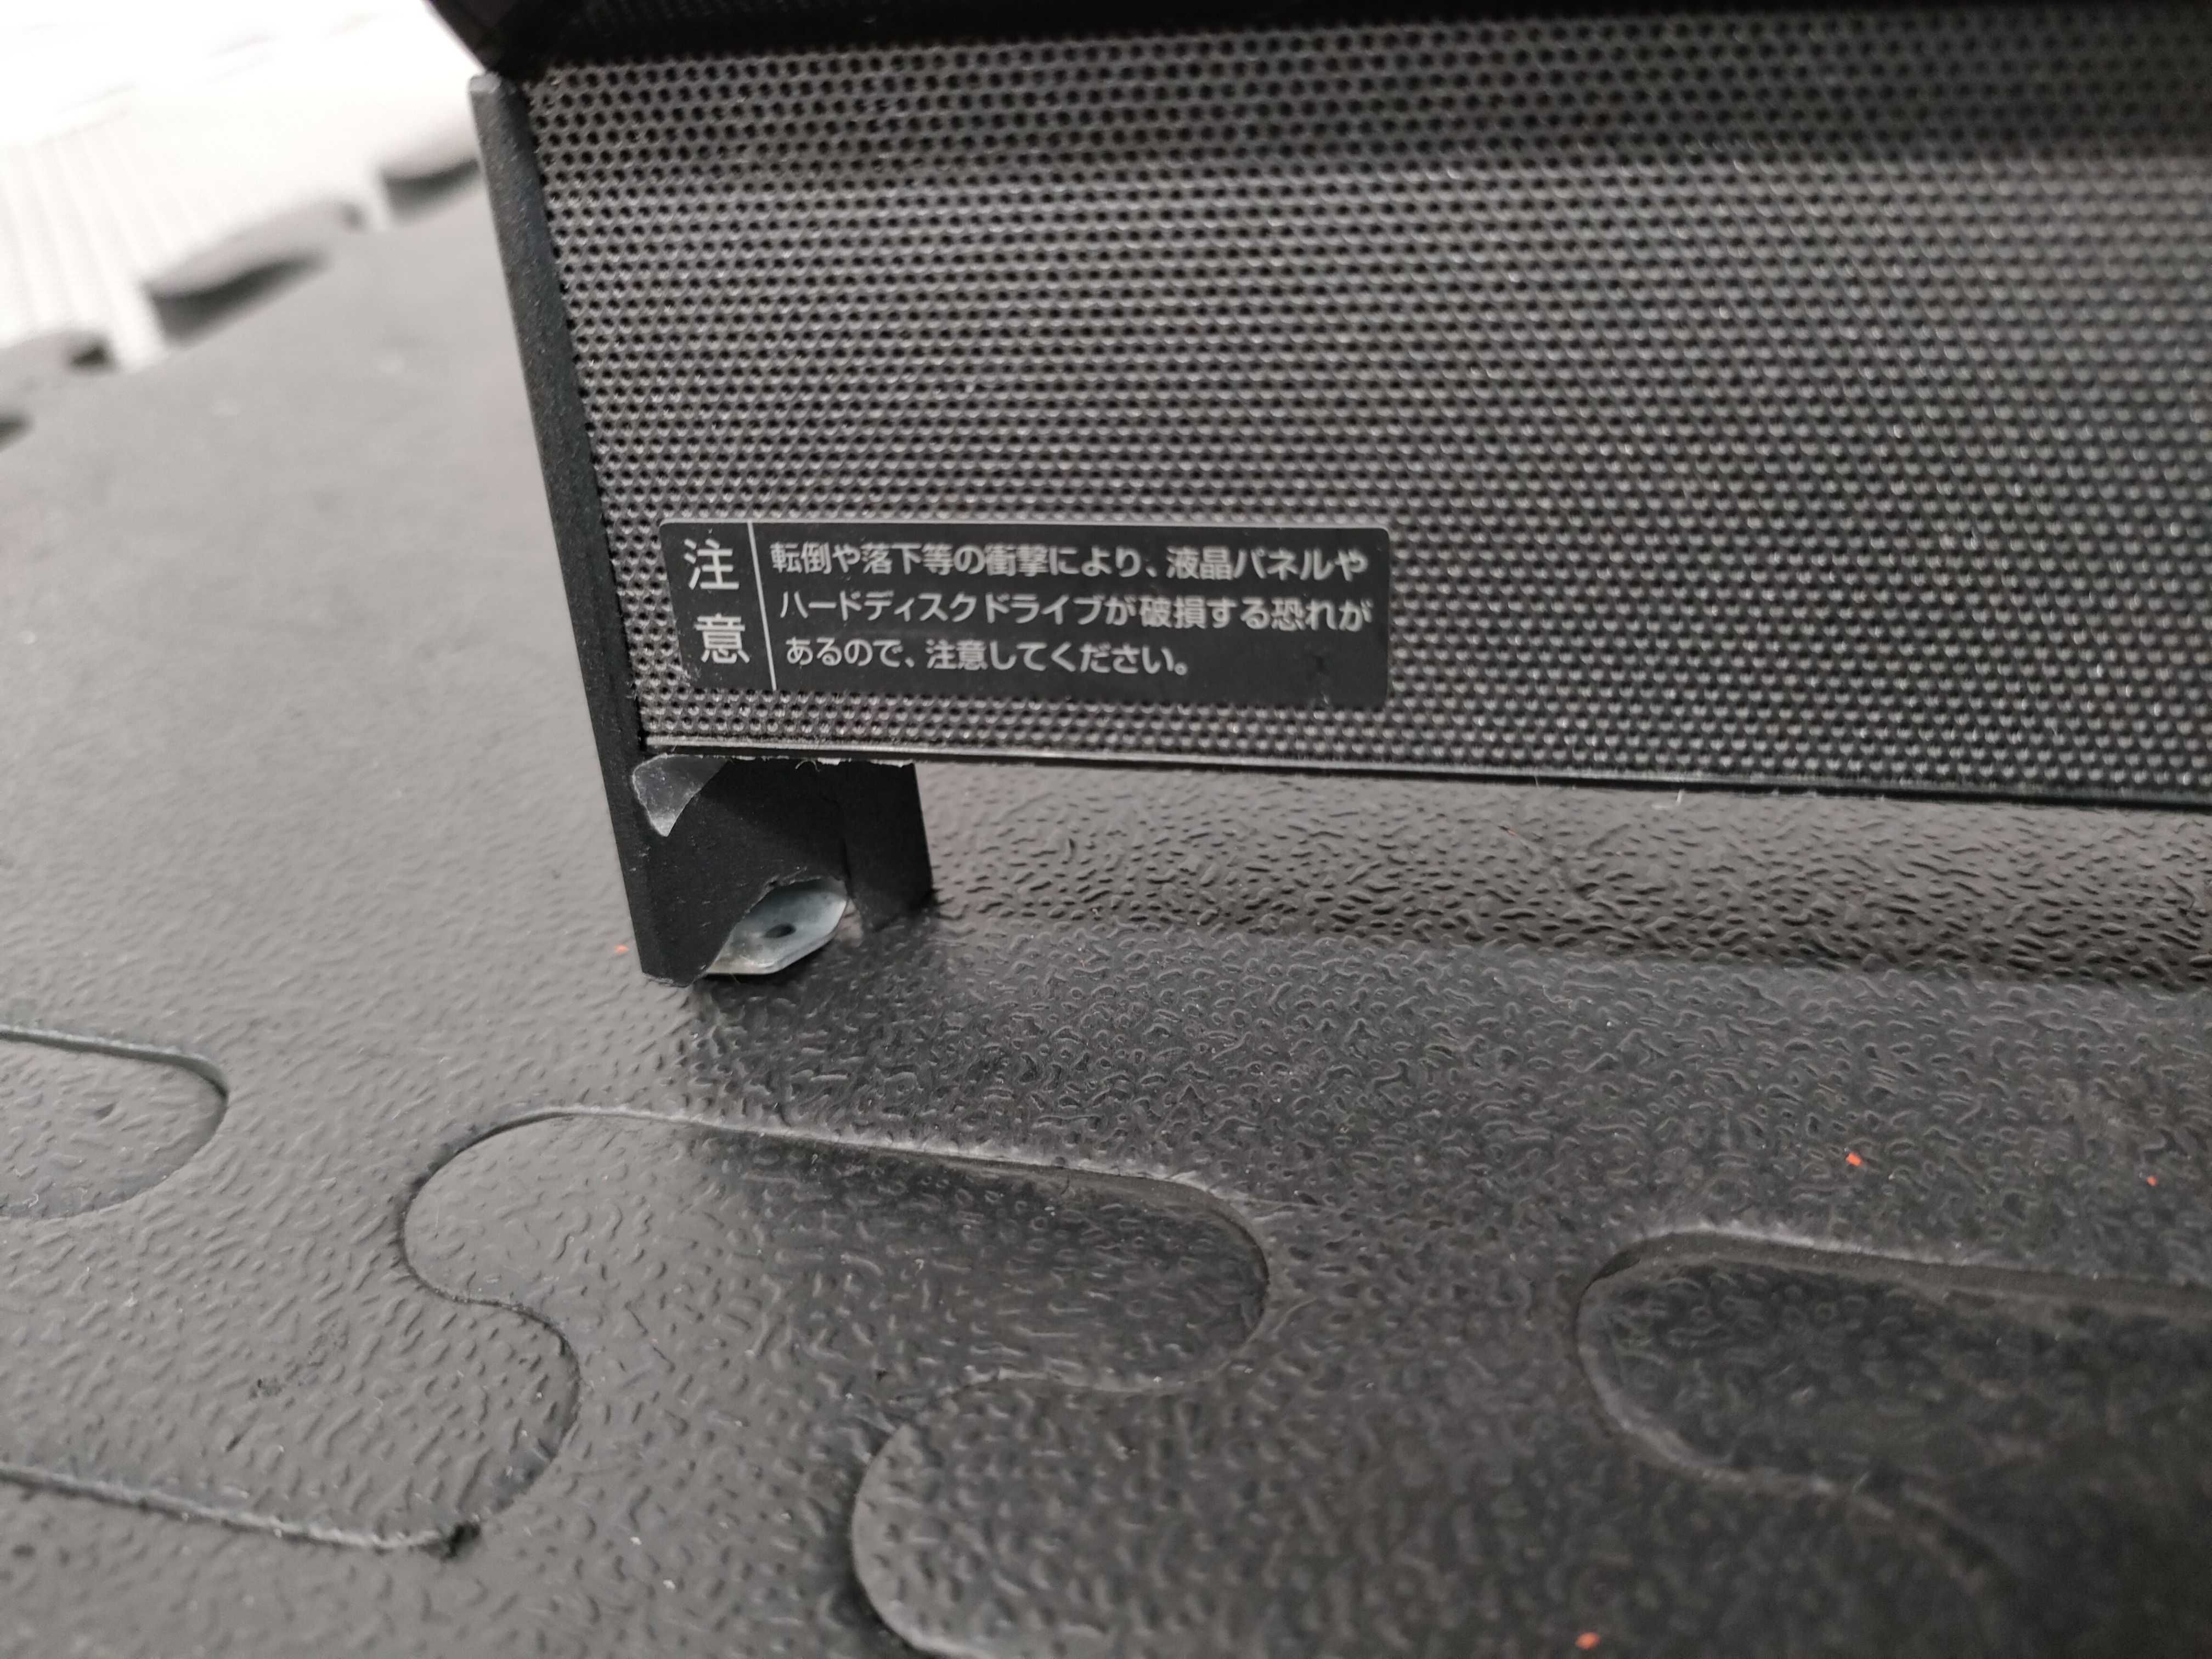 注意
転倒や落下等の衝撃により、液晶パネルや
ハードディスクドライブが破損する恐れが
あるので、注意してください。